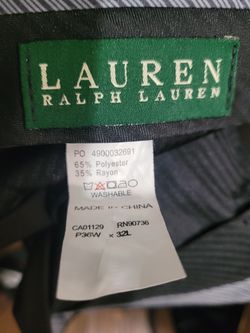 LAUREN
RALPH LAUREN
PO 4900032691
65% Polyester
35% Rayon
WASHABLE
MADE IN CHINA
CA01129 RN90736
P36W × 32L